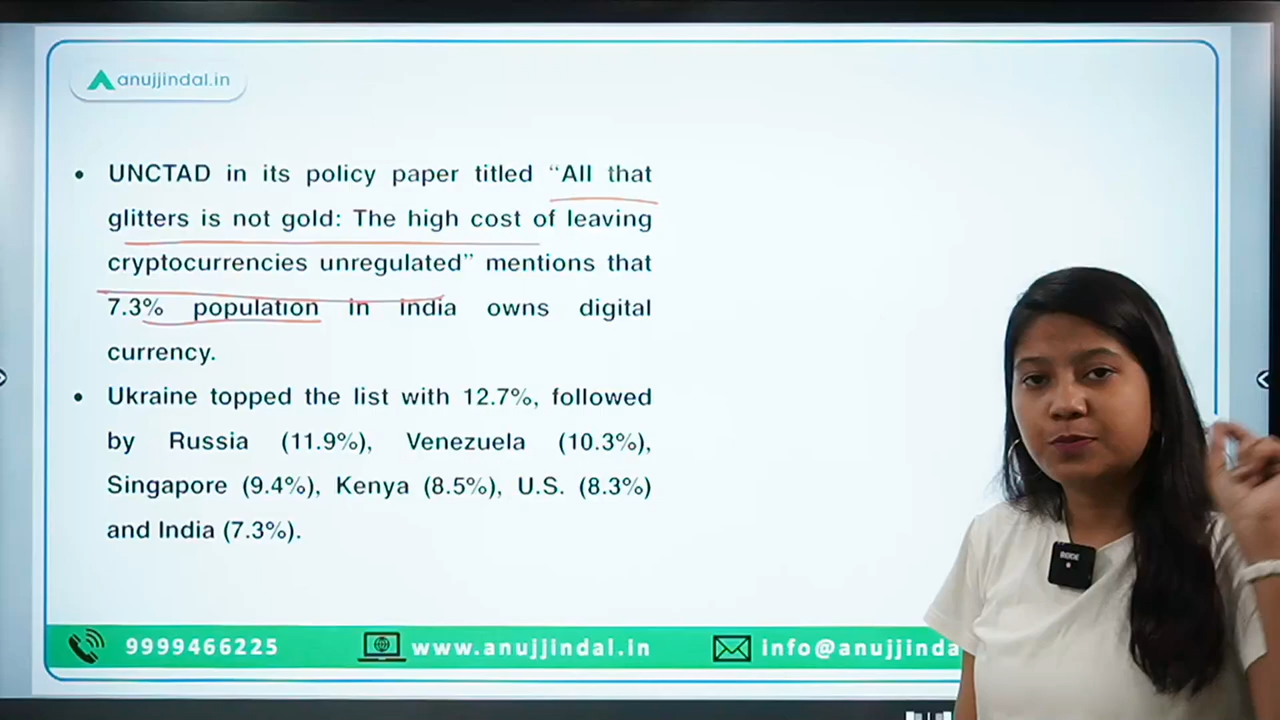 anujjindal.in
• UNCTAD in its policy paper titled “All that
glitters is not gold: The high cost of leaving
cryptocurrencies unregulated” mentions that
7.3% population in India owns digital
currency.
• Ukraine topped the list with 12.7%, followed
by Russia (11.9%), Venezuela (10.3%),
Singapore (9.4%), Kenya (8.5%), U.S. (8.3%)
and India (7.3%).
9999466225 www.anujjindal.in info@anujjinda
RODE